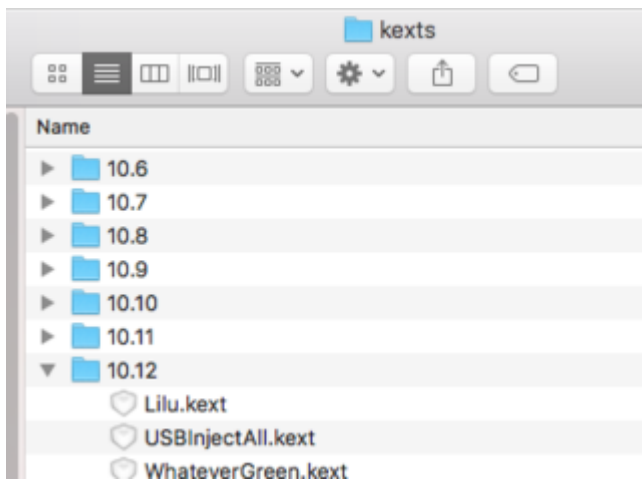 kexts
Name
10.6
10.7
10.8
10.9
10.10
10.11
10.12
Lilu.kext
USBInjectAll.kext
WhateverGreen.kext